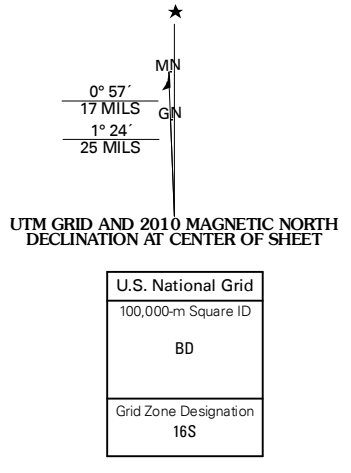 MN
0° 57´
17 MILS
GN
1° 24´
25 MILS
UTM GRID AND 2010 MAGNETIC NORTH
DECLINATION AT CENTER OF SHEET
U.S. National Grid
100,000-m Square ID
BD
Grid Zone Designation
16S